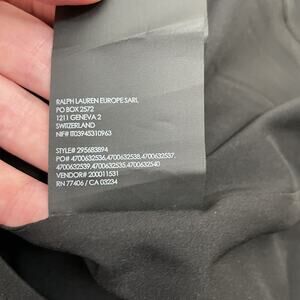 RALPH LAUREN EUROPE SARL
PO BOX 2572
1211 GENEVA 2
SWITZERLAND
NIF# IT03945310963
STYLE# 295683894
PO# 4700632536,4700632538,4700632537,
4700632539,4700632535,4700632540
VENDOR# 200011531
RN 77406 / CA 03234